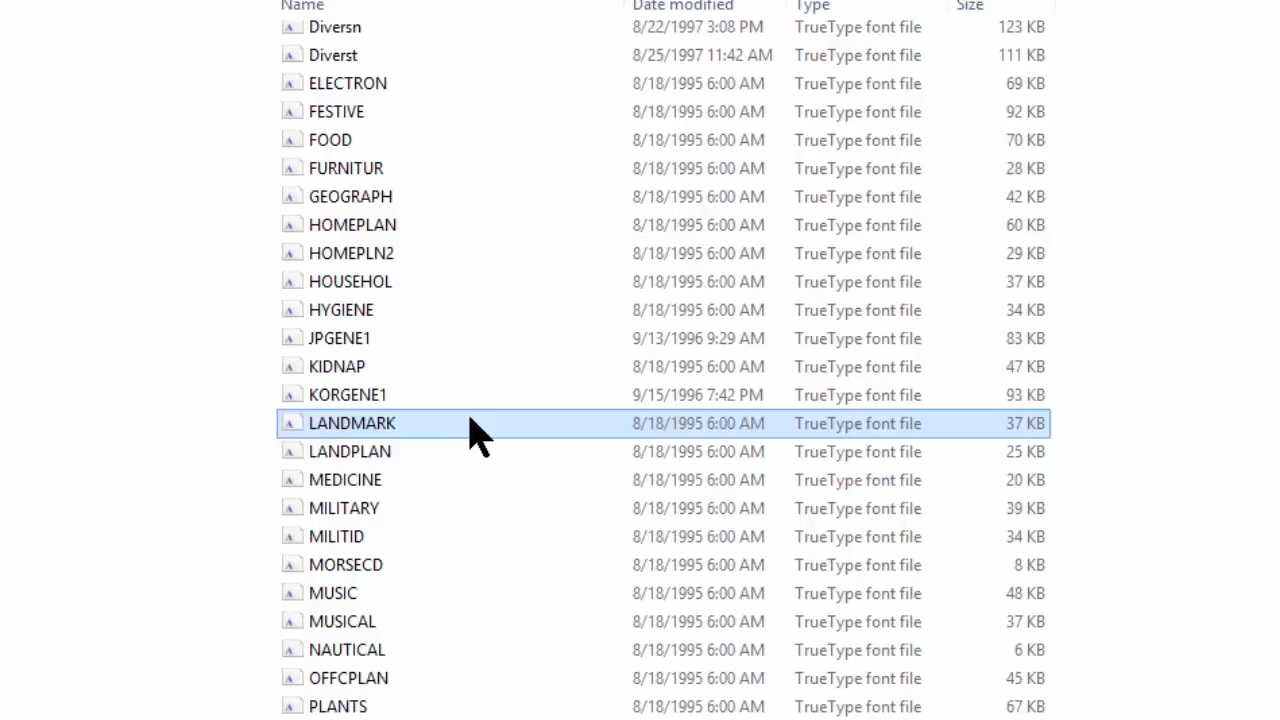 Name Date modified Type Size
Diversn 8/22/1997 3:08 PM TrueType font file 123 KB
Diverst 8/25/1997 11:42 AM TrueType font file 111 KB
ELECTRON 8/18/1995 6:00 AM TrueType font file 69 KB
FESTIVE 8/18/1995 6:00 AM TrueType font file 92 KB
FOOD 8/18/1995 6:00 AM TrueType font file 70 KB
FURNITUR 8/18/1995 6:00 AM TrueType font file 28 KB
GEOGRAPH 8/18/1995 6:00 AM TrueType font file 42 KB
HOMEPLAN 8/18/1995 6:00 AM TrueType font file 60 KB
HOMEPLN2 8/18/1995 6:00 AM TrueType font file 29 KB
HOUSEHOL 8/18/1995 6:00 AM TrueType font file 37 KB
HYGIENE 8/18/1995 6:00 AM TrueType font file 34 KB
JPGENE1 9/13/1996 9:29 AM TrueType font file 83 KB
KIDNAP 8/18/1995 6:00 AM TrueType font file 47 KB
KORGENE1 9/15/1996 7:42 PM TrueType font file 93 KB
LANDMARK 8/18/1995 6:00 AM TrueType font file 37 KB
LANDPLAN 8/18/1995 6:00 AM TrueType font file 25 KB
MEDICINE 8/18/1995 6:00 AM TrueType font file 20 KB
MILITARY 8/18/1995 6:00 AM TrueType font file 39 KB
MILITID 8/18/1995 6:00 AM TrueType font file 34 KB
MORSECD 8/18/1995 6:00 AM TrueType font file 8 KB
MUSIC 8/18/1995 6:00 AM TrueType font file 48 KB
MUSICAL 8/18/1995 6:00 AM TrueType font file 37 KB
NAUTICAL 8/18/1995 6:00 AM TrueType font file 6 KB
OFFCPLAN 8/18/1995 6:00 AM TrueType font file 45 KB
PLANTS 8/18/1995 6:00 AM TrueType font file 67 KB